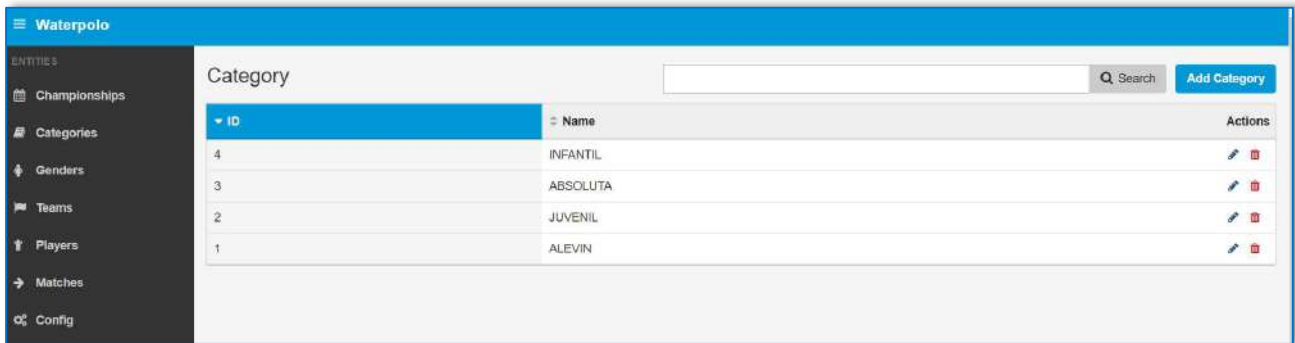 Waterpolo
ENTITIES
Championships
Categories
Genders
Teams
Players
Matches
Config
Category
Search
Add Category
ID Name Actions
4 INFANTIL
3 ABSOLUTA
2 JUVENIL
1 ALEVIN